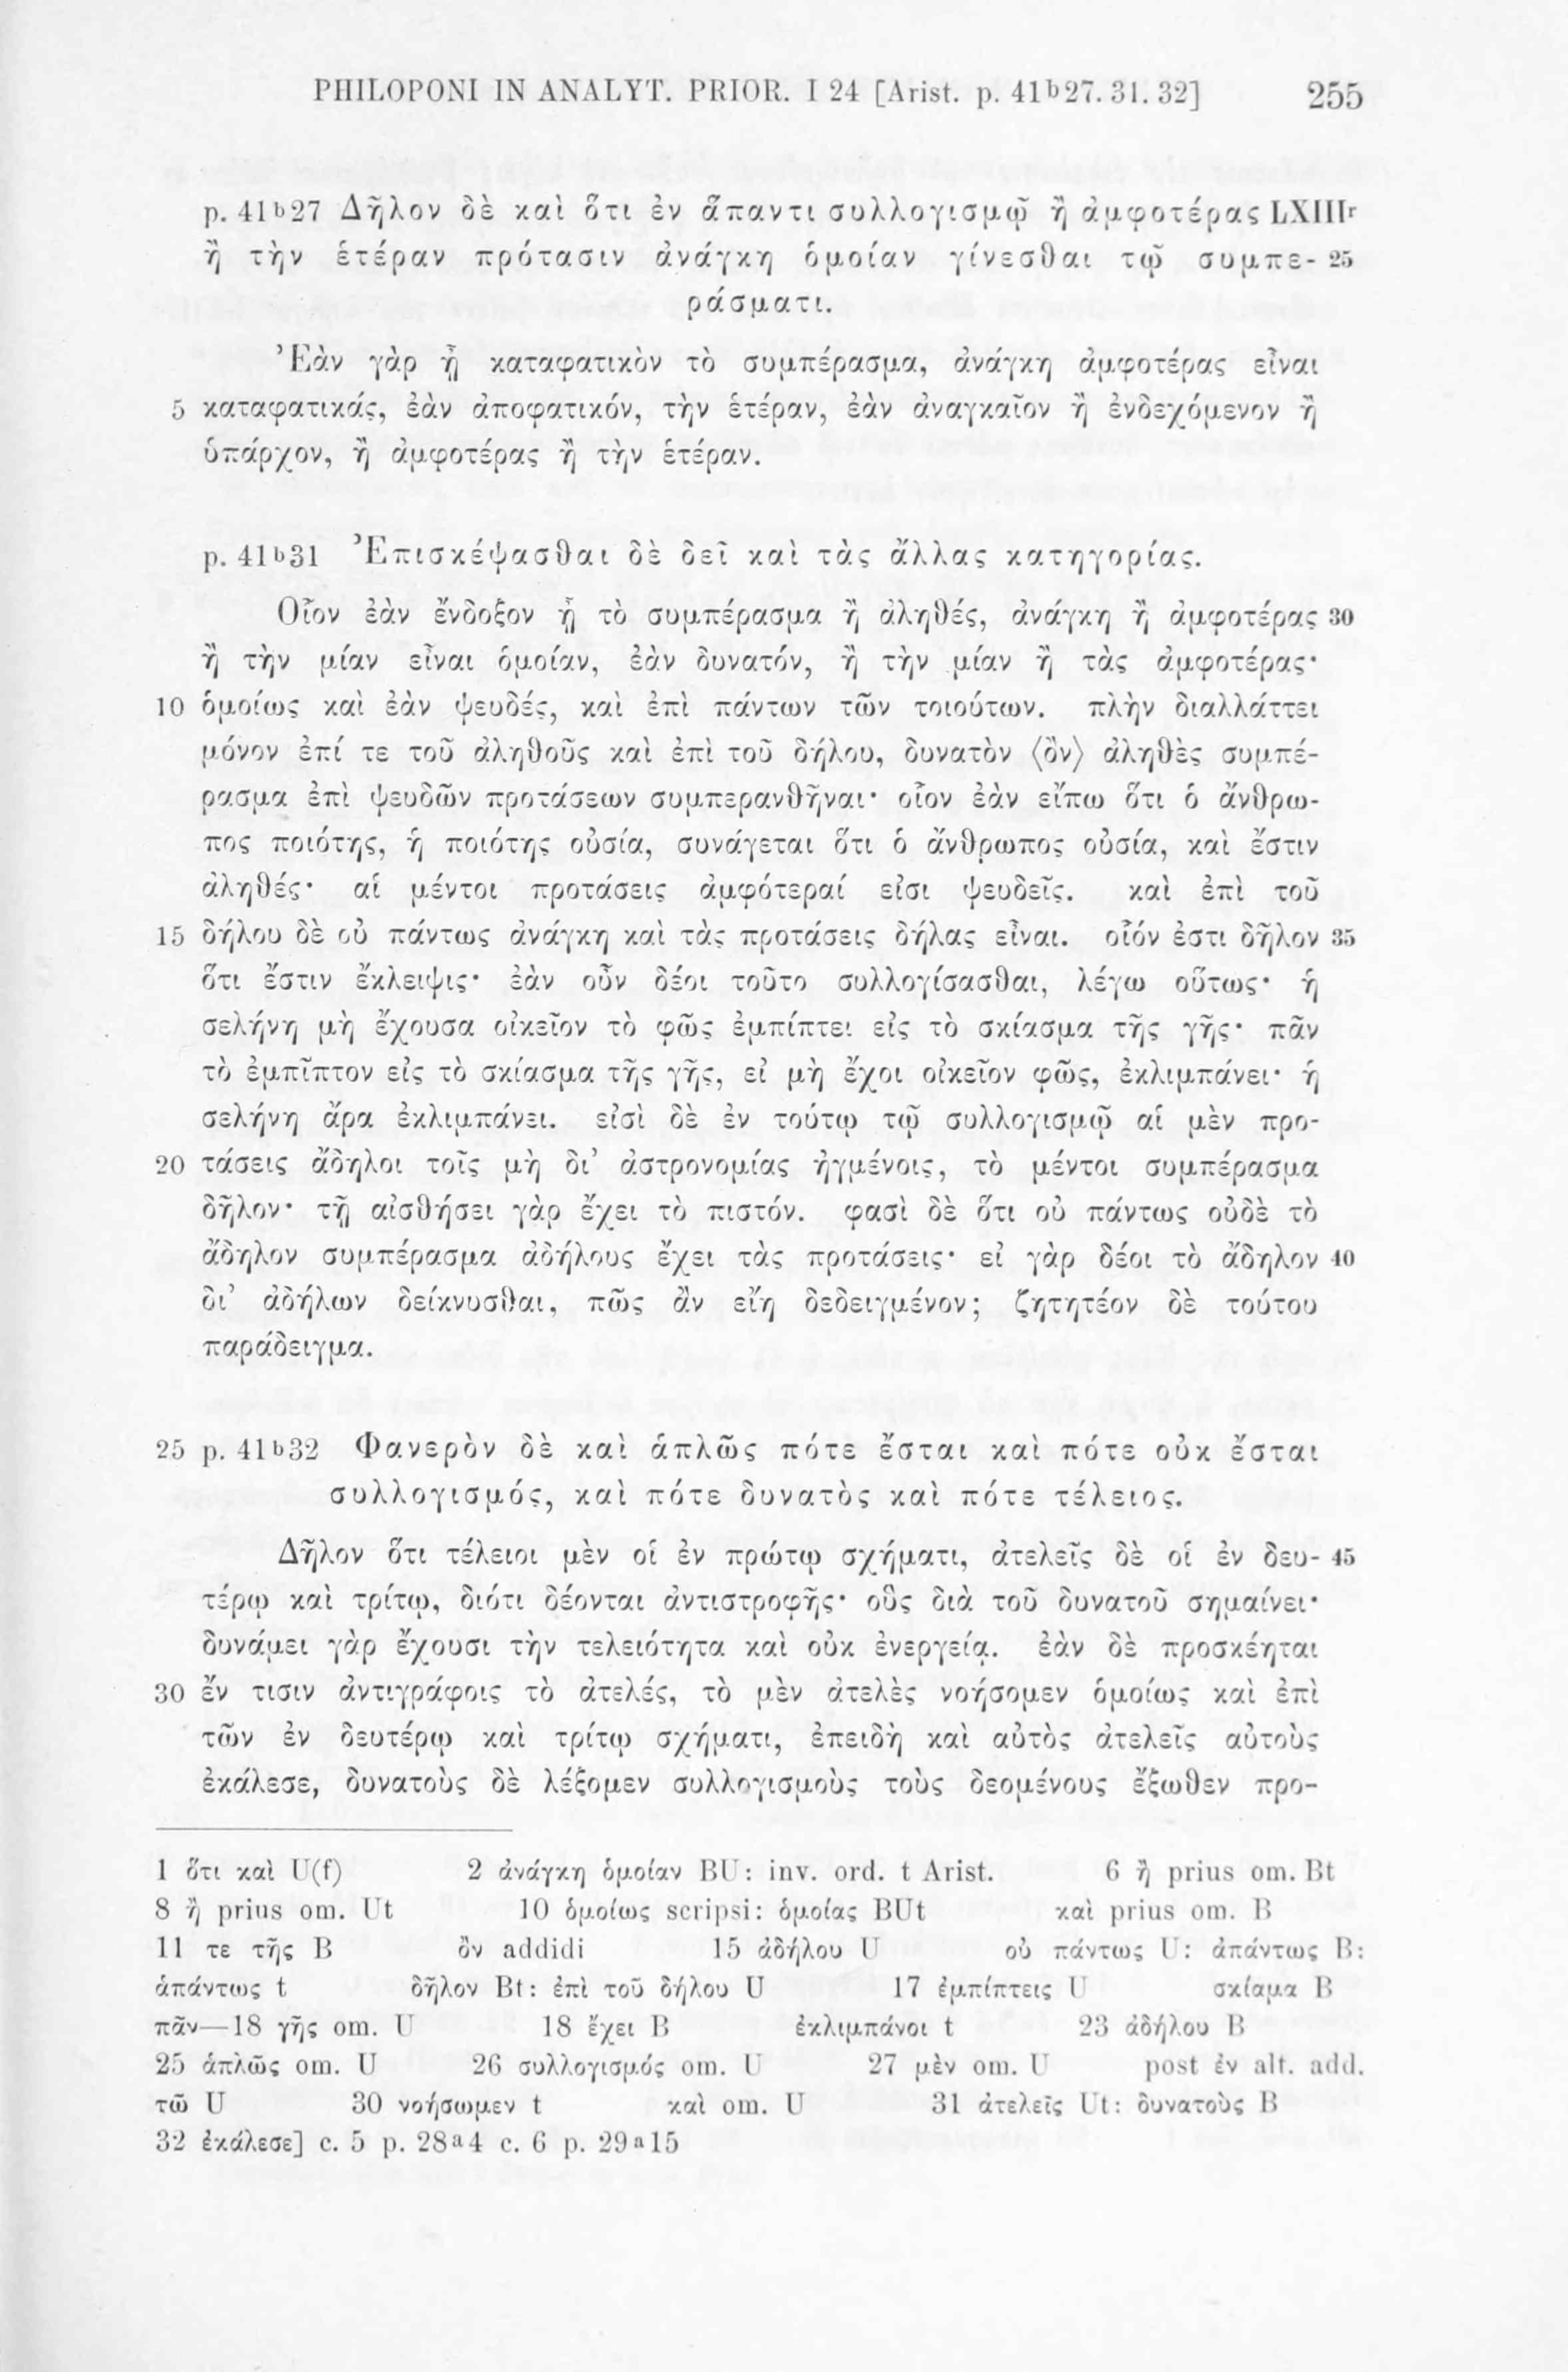 PHILOPONI IN ANALYT. PRIOR. I 24 [Arist. p. 41ᵇ27. 31. 32] 255
p. 41ᵇ27 Δῆλον δὲ καὶ ὅτι ἐν ἅπαντι συλλογισμῷ ἢ ἀμφοτέρας LXIIIʳ
ἢ τὴν ἑτέραν πρότασιν ἀνάγκη ὁμοίαν γίνεσθαι τῷ συμπε- 25
ράσματι.
Ἐὰν γὰρ ᾖ καταφατικὸν τὸ συμπέρασμα, ἀνάγκη ἀμφοτέρας εἶναι
5 καταφατικάς, ἐὰν ἀποφατικόν, τὴν ἑτέραν, ἐὰν ἀναγκαῖον ἢ ἐνδεχόμενον ἢ
ὑπάρχον, ἢ ἀμφοτέρας ἢ τὴν ἑτέραν.
p. 41ᵇ31 Ἐπισκέψασθαι δὲ δεῖ καὶ τὰς ἄλλας κατηγορίας.
Οἷον ἐὰν ἔνδοξον ᾖ τὸ συμπέρασμα ἢ ἀληθές, ἀνάγκη ἢ ἀμφοτέρας 30
ἢ τὴν μίαν εἶναι ὁμοίαν, ἐὰν δυνατόν, ἢ τὴν μίαν ἢ τὰς ἀμφοτέρας·
10 ὁμοίως καὶ ἐὰν ψευδές, καὶ ἐπὶ πάντων τῶν τοιούτων. πλὴν διαλλάττει
μόνον ἐπί τε τοῦ ἀληθοῦς καὶ ἐπὶ τοῦ δήλου, δυνατὸν ⟨ὂν⟩ ἀληθὲς συμπέ-
ρασμα ἐπὶ ψευδῶν προτάσεων συμπερανθῆναι· οἷον ἐὰν εἴπω ὅτι ὁ ἄνθρω-
πος ποιότης, ἡ ποιότης οὐσία, συνάγεται ὅτι ὁ ἄνθρωπος οὐσία, καὶ ἔστιν
ἀληθές· αἱ μέντοι προτάσεις ἀμφότεραί εἰσι ψευδεῖς. καὶ ἐπὶ τοῦ
15 δήλου δὲ οὐ πάντως ἀνάγκη καὶ τὰς προτάσεις δήλας εἶναι. οἷόν ἐστι δῆλον 35
ὅτι ἔστιν ἔκλειψις· ἐὰν οὖν δέοι τοῦτο συλλογίσασθαι, λέγω οὕτως· ἡ
σελήνη μὴ ἔχουσα οἰκεῖον τὸ φῶς ἐμπίπτει εἰς τὸ σκίασμα τῆς γῆς· πᾶν
τὸ ἐμπῖπτον εἰς τὸ σκίασμα τῆς γῆς, εἰ μὴ ἔχοι οἰκεῖον φῶς, ἐκλιμπάνει· ἡ
σελήνη ἄρα ἐκλιμπάνει. εἰσὶ δὲ ἐν τούτῳ τῷ συλλογισμῷ αἱ μὲν προ-
20 τάσεις ἄδηλοι τοῖς μὴ δι’ ἀστρονομίας ἠγμένοις, τὸ μέντοι συμπέρασμα
δῆλον· τῇ αἰσθήσει γὰρ ἔχει τὸ πιστόν. φασὶ δὲ ὅτι οὐ πάντως οὐδὲ τὸ
ἄδηλον συμπέρασμα ἀδήλους ἔχει τὰς προτάσεις· εἰ γὰρ δέοι τὸ ἄδηλον 40
δι’ ἀδήλων δείκνυσθαι, πῶς ἂν εἴη δεδειγμένον; ζητητέον δὲ τούτου
παράδειγμα.
25 p. 41ᵇ32 Φανερὸν δὲ καὶ ἁπλῶς πότε ἔσται καὶ πότε οὐκ ἔσται
συλλογισμός, καὶ πότε δυνατὸς καὶ πότε τέλειος.
Δῆλον ὅτι τέλειοι μὲν οἱ ἐν πρώτῳ σχήματι, ἀτελεῖς δὲ οἱ ἐν δευ- 45
τέρῳ καὶ τρίτῳ, διότι δέονται ἀντιστροφῆς· οὓς διὰ τοῦ δυνατοῦ σημαίνει·
δυνάμει γὰρ ἔχουσι τὴν τελειότητα καὶ οὐκ ἐνεργείᾳ. ἐὰν δὲ προσκέηται
30 ἔν τισιν ἀντιγράφοις τὸ ἀτελές, τὸ μὲν ἀτελὲς νοήσομεν ὁμοίως καὶ ἐπὶ
τῶν ἐν δευτέρῳ καὶ τρίτῳ σχήματι, ἐπειδὴ καὶ αὐτὸς ἀτελεῖς αὐτοὺς
ἐκάλεσε, δυνατοὺς δὲ λέξομεν συλλογισμοὺς τοὺς δεομένους ἔξωθεν προ-
1 ὅτι καὶ U(f) 2 ἀνάγκη ὁμοίαν BU: inv. ord. t Arist. 6 ἢ prius om. Bt
8 ἢ prius om. Ut 10 ὁμοίως scripsi: ὁμοίας BUt καὶ prius om. B
11 τε τῆς B ὂν addidi 15 ἀδήλου U οὐ πάντως U: ἀπάντως B:
ἁπάντως t δῆλον Bt: ἐπὶ τοῦ δήλου U 17 ἐμπίπτεις U σκίαμα B
πᾶν—18 γῆς om. U 18 ἔχει B ἐκλιμπάνοι t 23 ἀδήλου B
25 ἁπλῶς om. U 26 συλλογισμός om. U 27 μὲν om. U post ἐν alt. add.
τῶ U 30 νοήσωμεν t καὶ om. U 31 ἀτελεῖς Ut: δυνατοὺς B
32 ἐκάλεσε] c. 5 p. 28ᵃ4 c. 6 p. 29ᵃ15